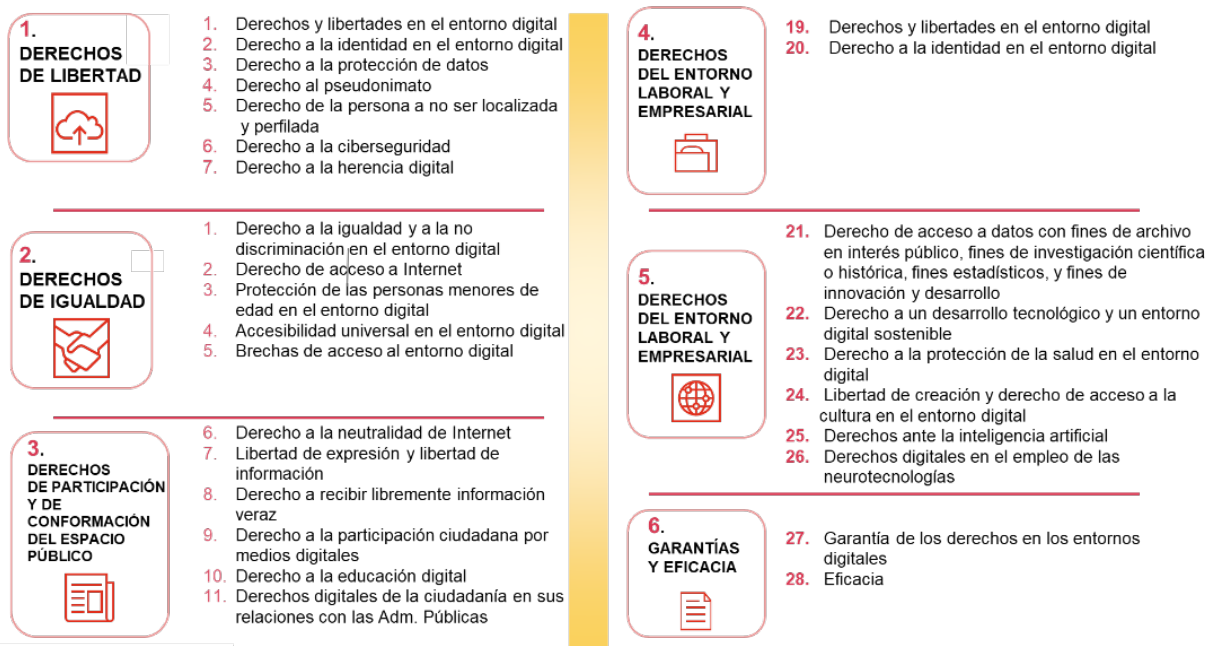 1.
DERECHOS
DE LIBERTAD
1. Derechos y libertades en el entorno digital
2. Derecho a la identidad en el entorno digital
3. Derecho a la protección de datos
4. Derecho al pseudonimato
5. Derecho de la persona a no ser localizada
y perfilada
6. Derecho a la ciberseguridad
7. Derecho a la herencia digital
2.
DERECHOS
DE IGUALDAD
1. Derecho a la igualdad y a la no
discriminación en el entorno digital
2. Derecho de acceso a Internet
3. Protección de las personas menores de
edad en el entorno digital
4. Accesibilidad universal en el entorno digital
5. Brechas de acceso al entorno digital
3.
DERECHOS
DE PARTICIPACIÓN
Y DE
CONFORMACIÓN
DEL ESPACIO
PÚBLICO
6. Derecho a la neutralidad de Internet
7. Libertad de expresión y libertad de
información
8. Derecho a recibir libremente información
veraz
9. Derecho a la participación ciudadana por
medios digitales
10. Derecho a la educación digital
11. Derechos digitales de la ciudadanía en sus
relaciones con las Adm. Públicas
4.
DERECHOS
DEL ENTORNO
LABORAL Y
EMPRESARIAL
19. Derechos y libertades en el entorno digital
20. Derecho a la identidad en el entorno digital
5.
DERECHOS
DEL ENTORNO
LABORAL Y
EMPRESARIAL
21. Derecho de acceso a datos con fines de archivo
en interés público, fines de investigación científica
o histórica, fines estadísticos, y fines de
innovación y desarrollo
22. Derecho a un desarrollo tecnológico y un entorno
digital sostenible
23. Derecho a la protección de la salud en el entorno
digital
24. Libertad de creación y derecho de acceso a la
cultura en el entorno digital
25. Derechos ante la inteligencia artificial
26. Derechos digitales en el empleo de las
neurotecnologías
6.
GARANTÍAS
Y EFICACIA
27. Garantía de los derechos en los entornos
digitales
28. Eficacia